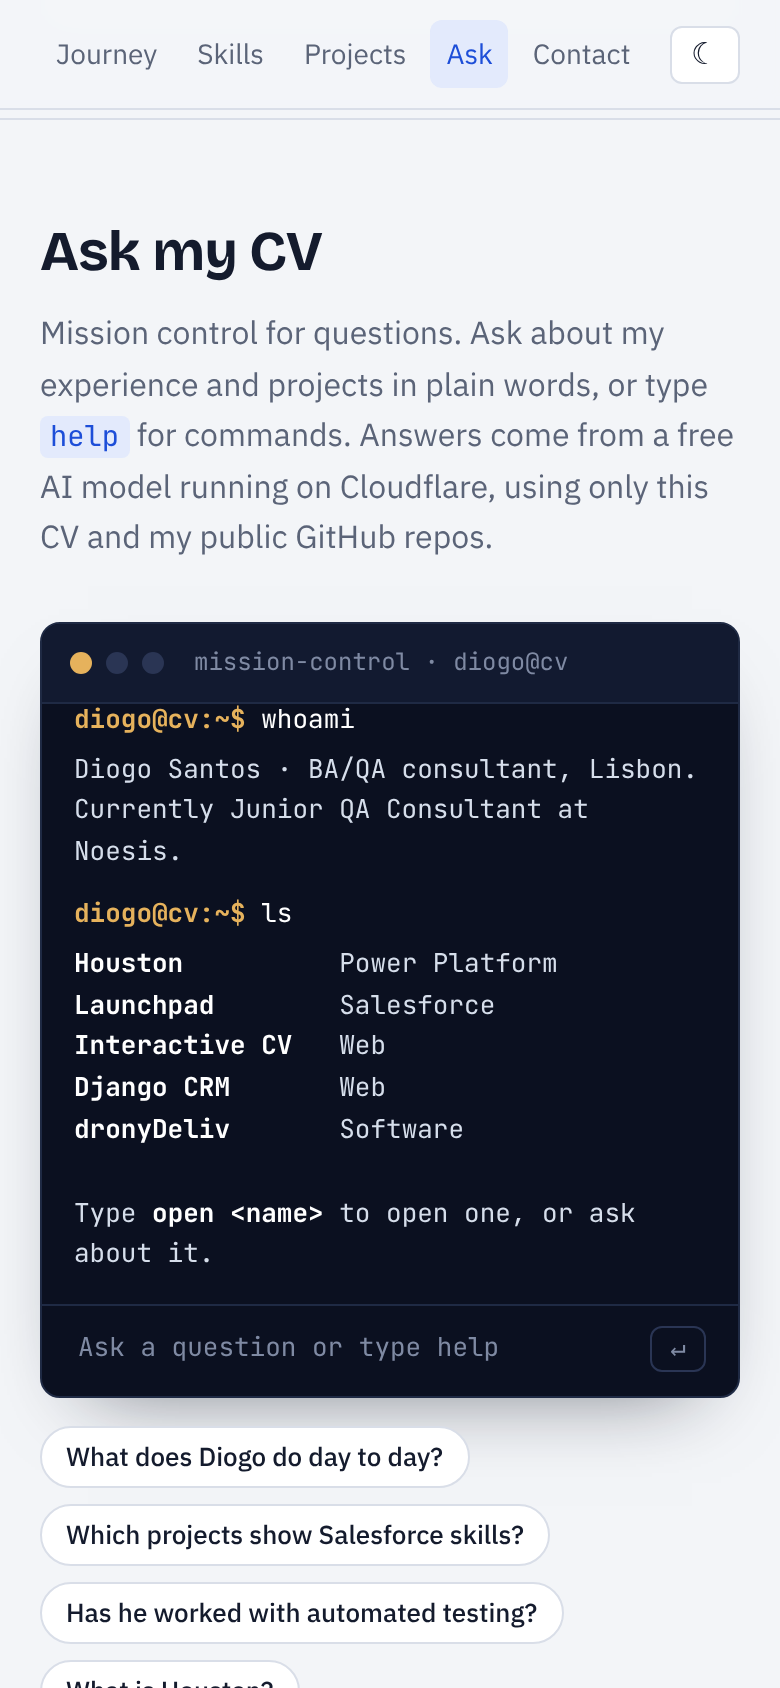 Journey Skills Projects Ask Contact ☾
Ask my CV
Mission control for questions. Ask about my
experience and projects in plain words, or type
help for commands. Answers come from a free
AI model running on Cloudflare, using only this
CV and my public GitHub repos.
mission-control · diogo@cv
diogo@cv:~$ whoami
Diogo Santos · BA/QA consultant, Lisbon.
Currently Junior QA Consultant at
Noesis.
diogo@cv:~$ ls
Houston Power Platform
Launchpad Salesforce
Interactive CV Web
Django CRM Web
dronyDeliv Software
Type open <name> to open one, or ask
about it.
Ask a question or type help ↵
What does Diogo do day to day?
Which projects show Salesforce skills?
Has he worked with automated testing?
What is Houston?